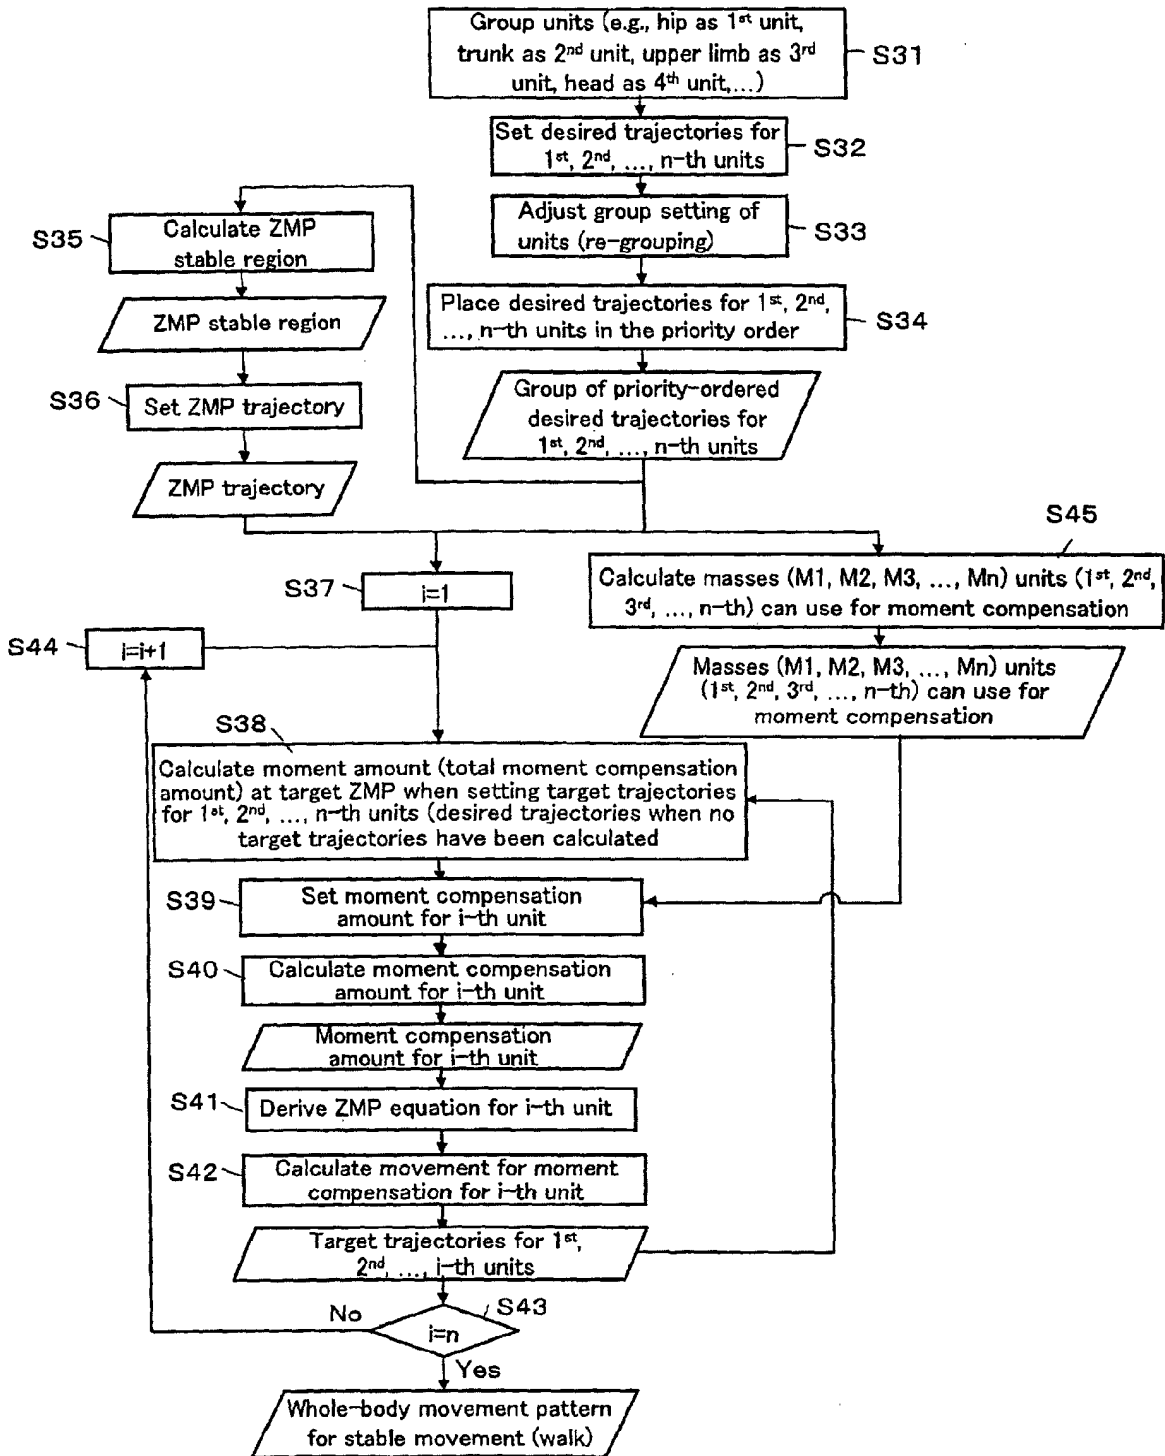 Group units (e.g., hip as 1st unit,
trunk as 2nd unit, upper limb as 3rd
unit, head as 4th unit,...)
S31
Set desired trajectories for
1st, 2nd, ..., n-th units
S32
Adjust group setting of
units (re-grouping)
S33
Place desired trajectories for 1st, 2nd,
..., n-th units in the priority order
S34
Group of priority-ordered
desired trajectories for
1st, 2nd, ..., n-th units
S35
Calculate ZMP
stable region
ZMP stable region
S36
Set ZMP trajectory
ZMP trajectory
S45
Calculate masses (M1, M2, M3, ..., Mn) units (1st, 2nd,
3rd, ..., n-th) can use for moment compensation
Masses (M1, M2, M3, ..., Mn) units
(1st, 2nd, 3rd, ..., n-th) can use for
moment compensation
S37
i=1
S44
i=i+1
S38
Calculate moment amount (total moment compensation
amount) at target ZMP when setting target trajectories
for 1st, 2nd, ..., n-th units (desired trajectories when no
target trajectories have been calculated
S39
Set moment compensation
amount for i-th unit
S40
Calculate moment compensation
amount for i-th unit
Moment compensation
amount for i-th unit
S41
Derive ZMP equation for i-th unit
S42
Calculate movement for moment
compensation for i-th unit
Target trajectories for 1st,
2nd, ..., i-th units
S43
No
i=n
Yes
Whole-body movement pattern
for stable movement (walk)